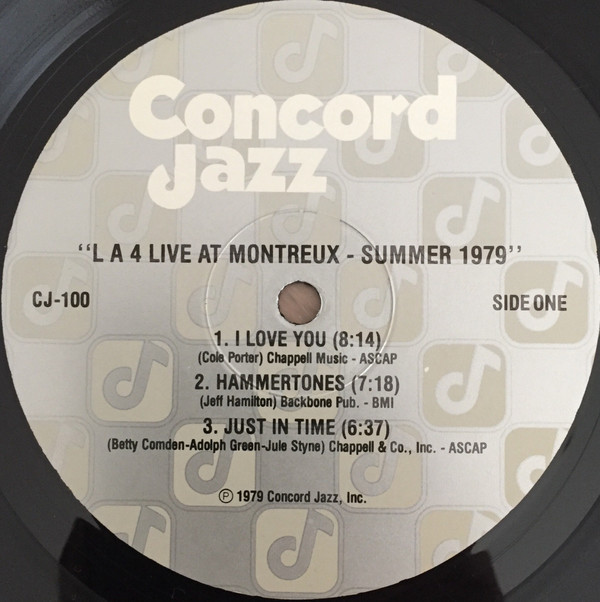 Concord
Jazz
"L A 4 LIVE AT MONTREUX - SUMMER 1979"
CJ-100
SIDE ONE
1. I LOVE YOU (8:14)
(Cole Porter) Chappell Music - ASCAP
2. HAMMERTONES (7:18)
(Jeff Hamilton) Backbone Pub. - BMI
3. JUST IN TIME (6:37)
(Betty Comden-Adolph Green-Jule Styne) Chappell & Co., Inc. - ASCAP
℗ 1979 Concord Jazz, Inc.